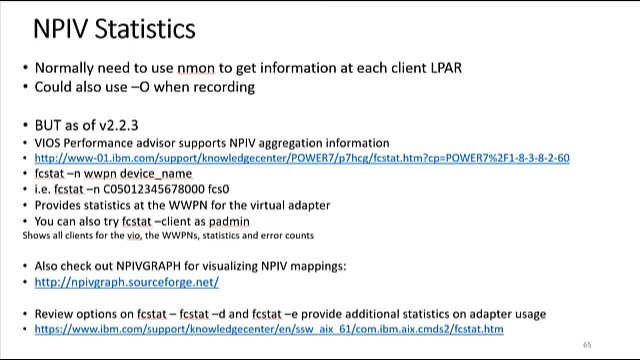 NPIV Statistics
• Normally need to use nmon to get information at each client LPAR
• Could also use –O when recording
• BUT as of v2.2.3
• VIOS Performance advisor supports NPIV aggregation information
• http://www-01.ibm.com/support/knowledgecenter/POWER7/p7hcg/fcstat.htm?cp=POWER7%2F1-8-3-8-2-60
• fcstat –n wwpn device_name
• i.e. fcstat –n C05012345678000 fcs0
• Provides statistics at the WWPN for the virtual adapter
• You can also try fcstat –client as padmin
Shows all clients for the vio, the WWPNs, statistics and error counts
• Also check out NPIVGRAPH for visualizing NPIV mappings:
• http://npivgraph.sourceforge.net/
• Review options on fcstat – fcstat –d and fcstat –e provide additional statistics on adapter usage
• https://www.ibm.com/support/knowledgecenter/en/ssw_aix_61/com.ibm.aix.cmds2/fcstat.htm
65